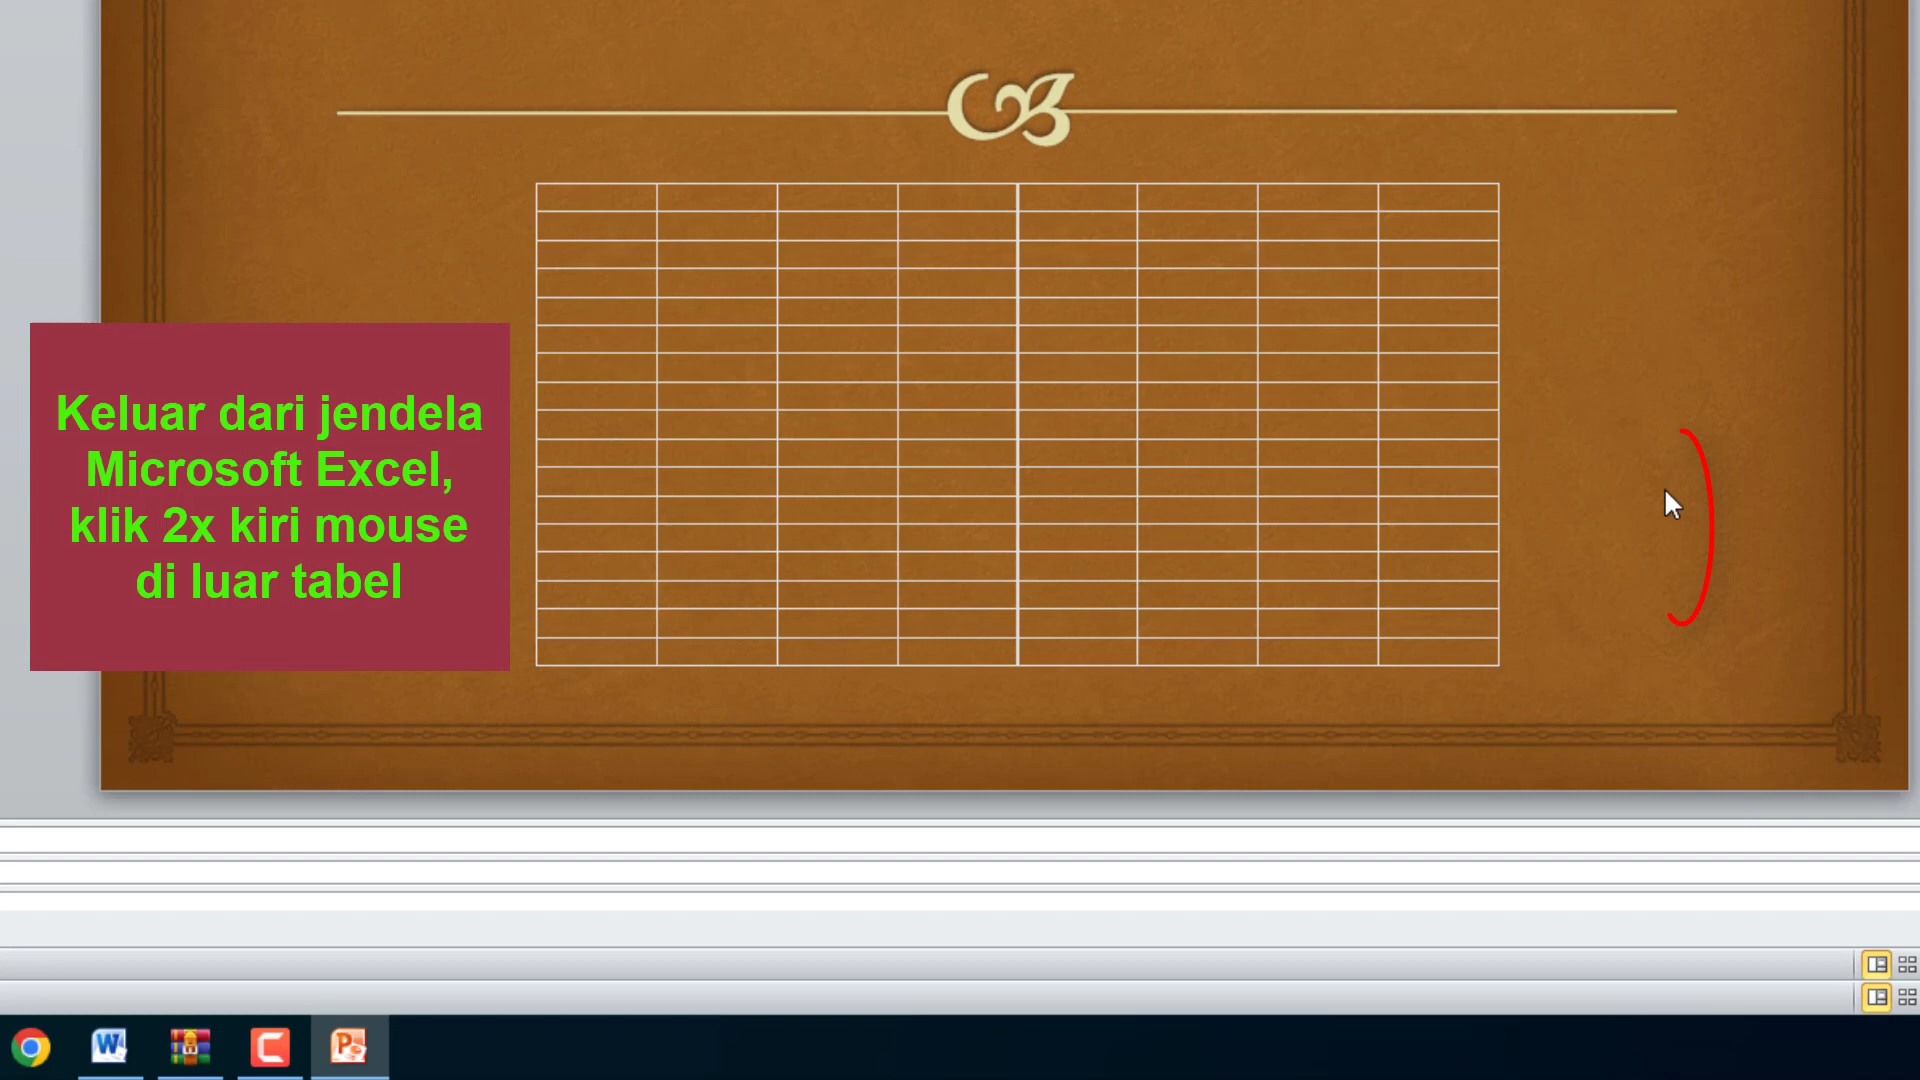 Keluar dari jendela
Microsoft Excel,
klik 2x kiri mouse
di luar tabel